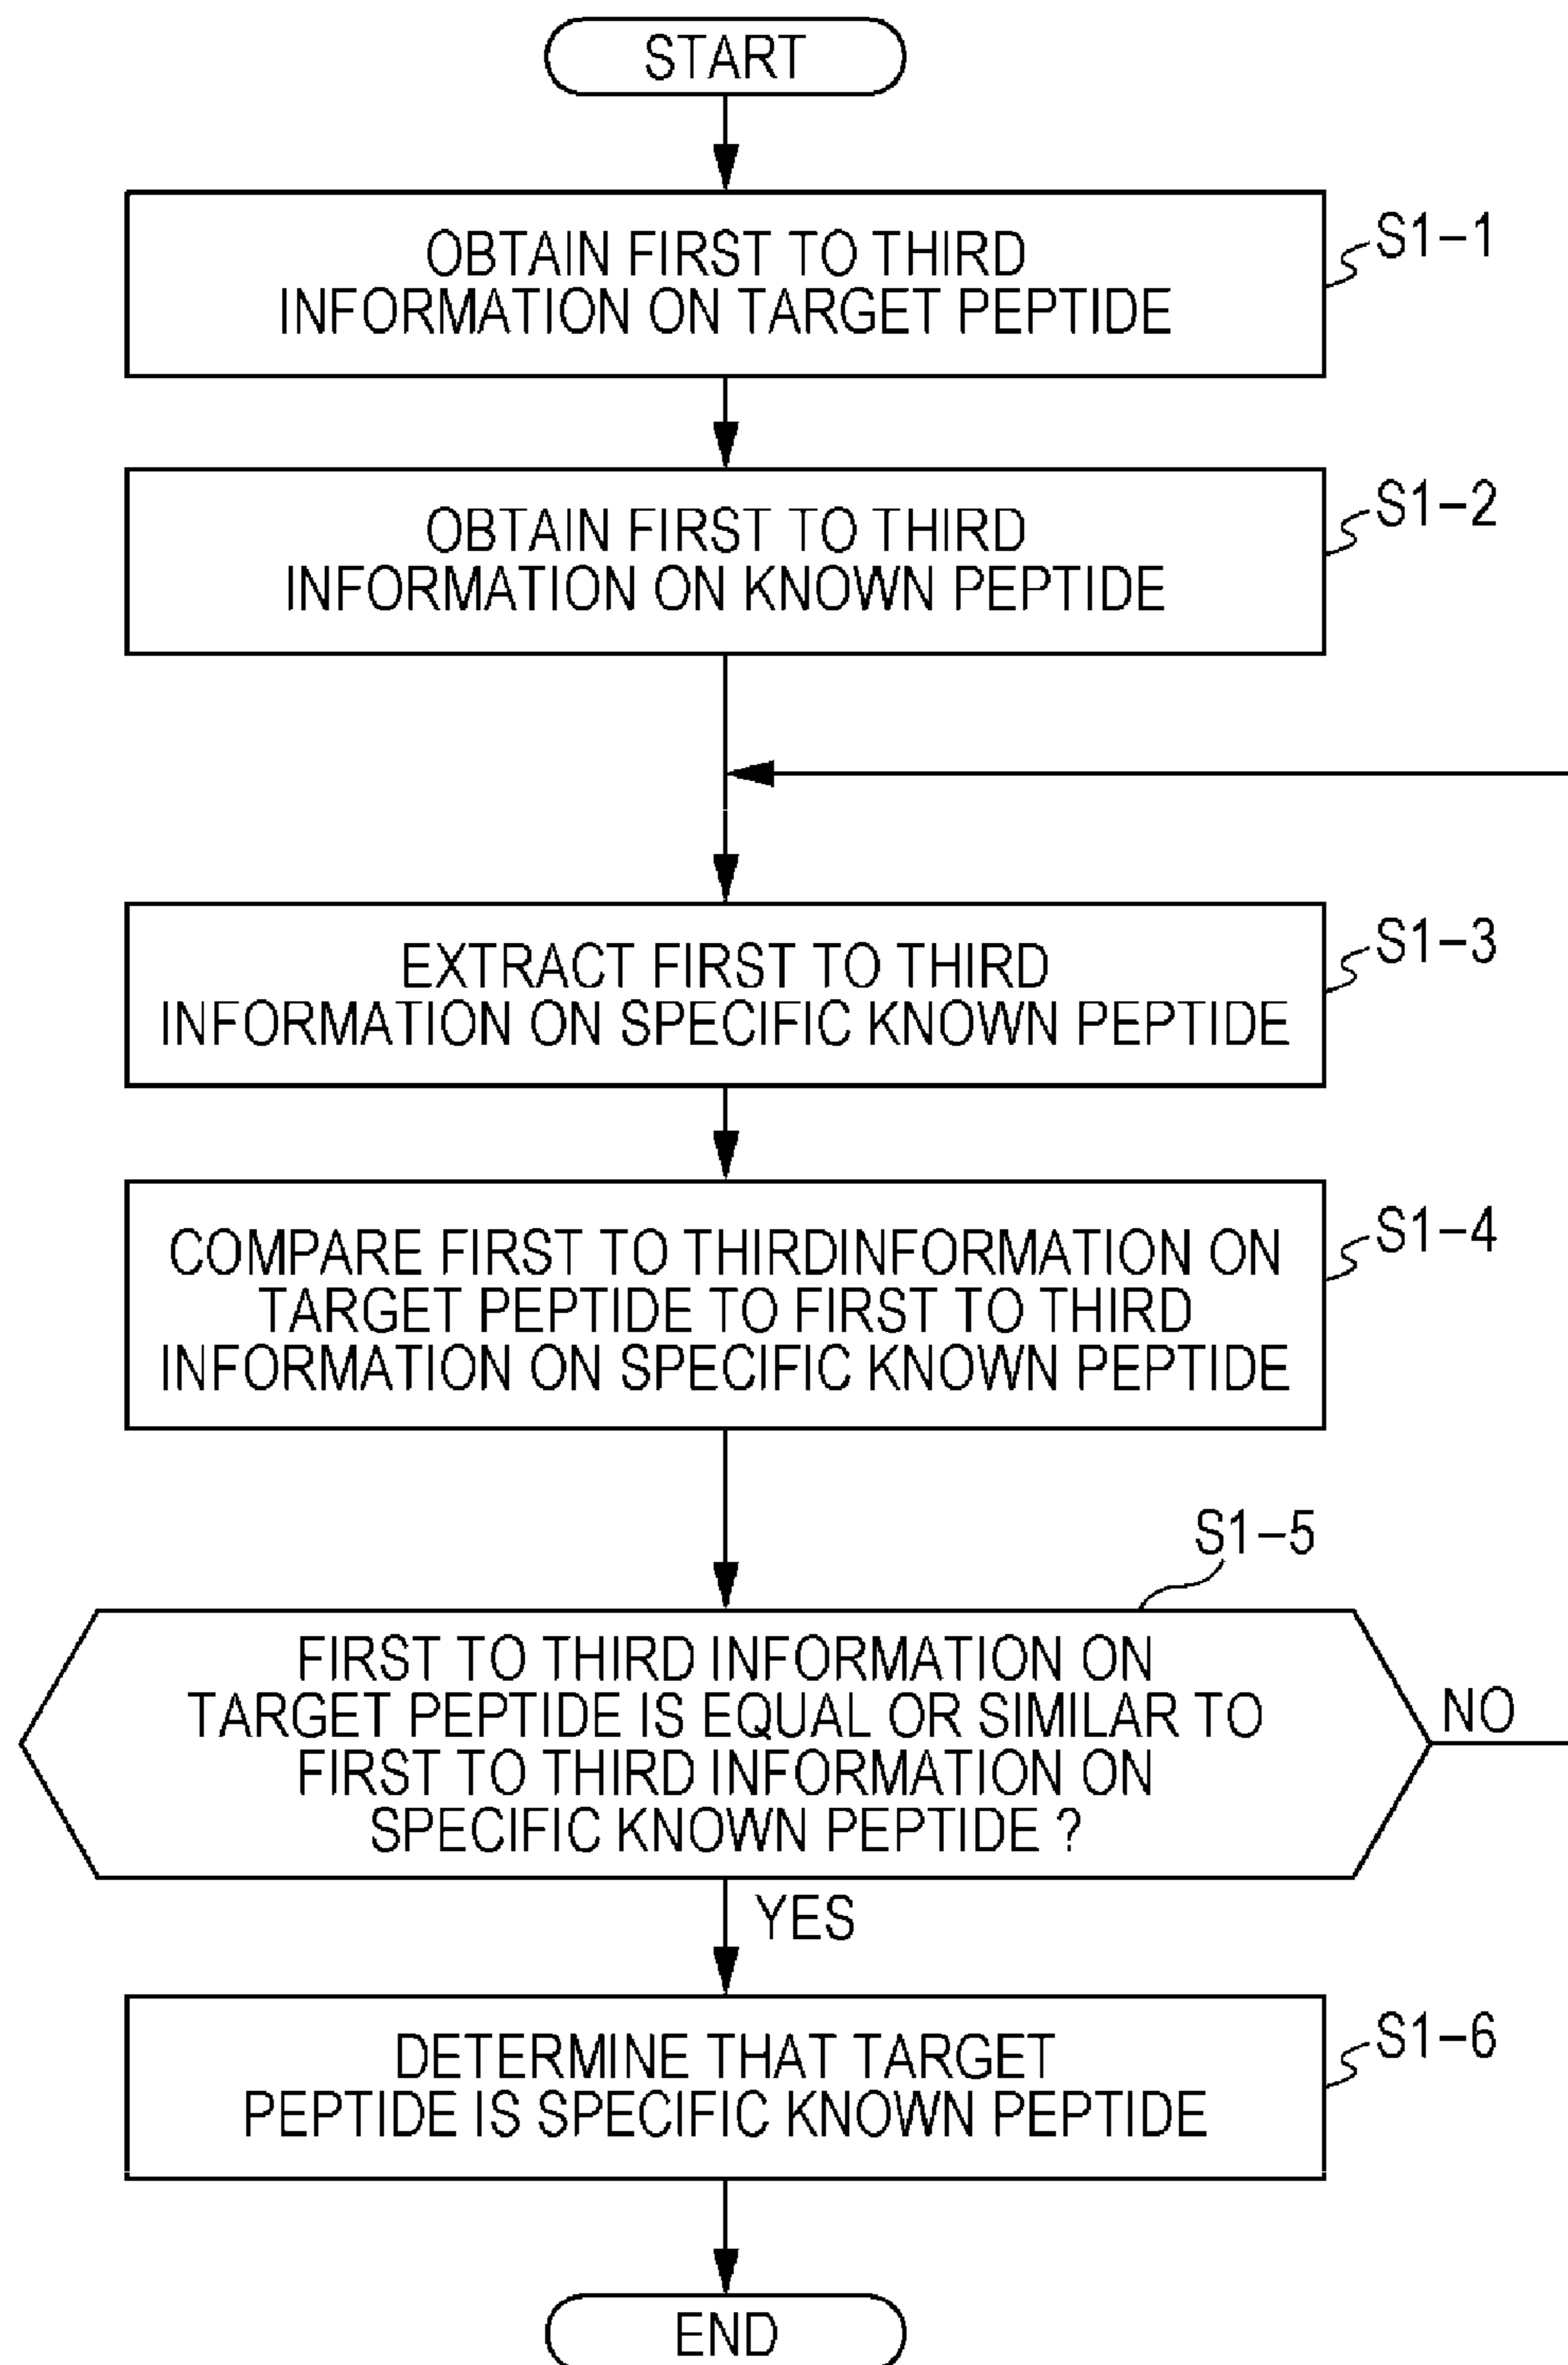 START
OBTAIN FIRST TO THIRD
INFORMATION ON TARGET PEPTIDE
S1-1
OBTAIN FIRST TO THIRD
INFORMATION ON KNOWN PEPTIDE
S1-2
EXTRACT FIRST TO THIRD
INFORMATION ON SPECIFIC KNOWN PEPTIDE
S1-3
COMPARE FIRST TO THIRDINFORMATION ON
TARGET PEPTIDE TO FIRST TO THIRD
INFORMATION ON SPECIFIC KNOWN PEPTIDE
S1-4
S1-5
FIRST TO THIRD INFORMATION ON
TARGET PEPTIDE IS EQUAL OR SIMILAR TO
FIRST TO THIRD INFORMATION ON
SPECIFIC KNOWN PEPTIDE ?
NO
YES
DETERMINE THAT TARGET
PEPTIDE IS SPECIFIC KNOWN PEPTIDE
S1-6
END